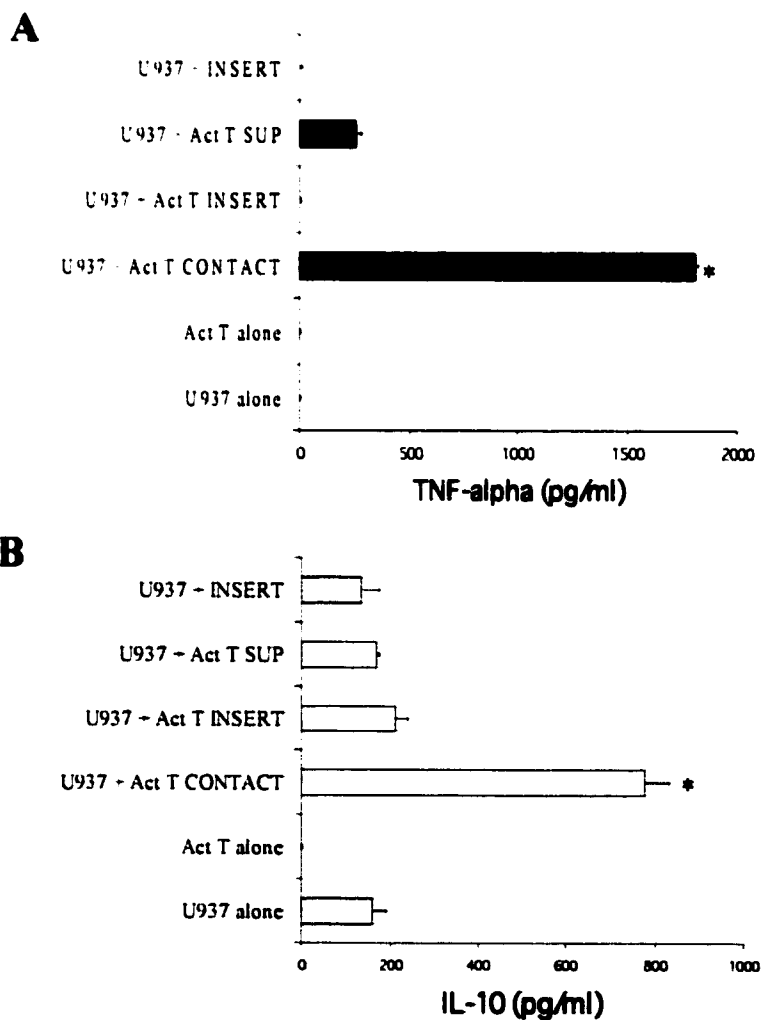 A
U937 - INSERT
U937 - Act T SUP
U937 - Act T INSERT
U937 - Act T CONTACT
*
Act T alone
U937 alone
0 500 1000 1500 2000
TNF-alpha (pg/ml)
B
U937 + INSERT
U937 + Act T SUP
U937 + Act T INSERT
U937 + Act T CONTACT
*
Act T alone
U937 alone
0 200 400 600 800 1000
IL-10 (pg/ml)